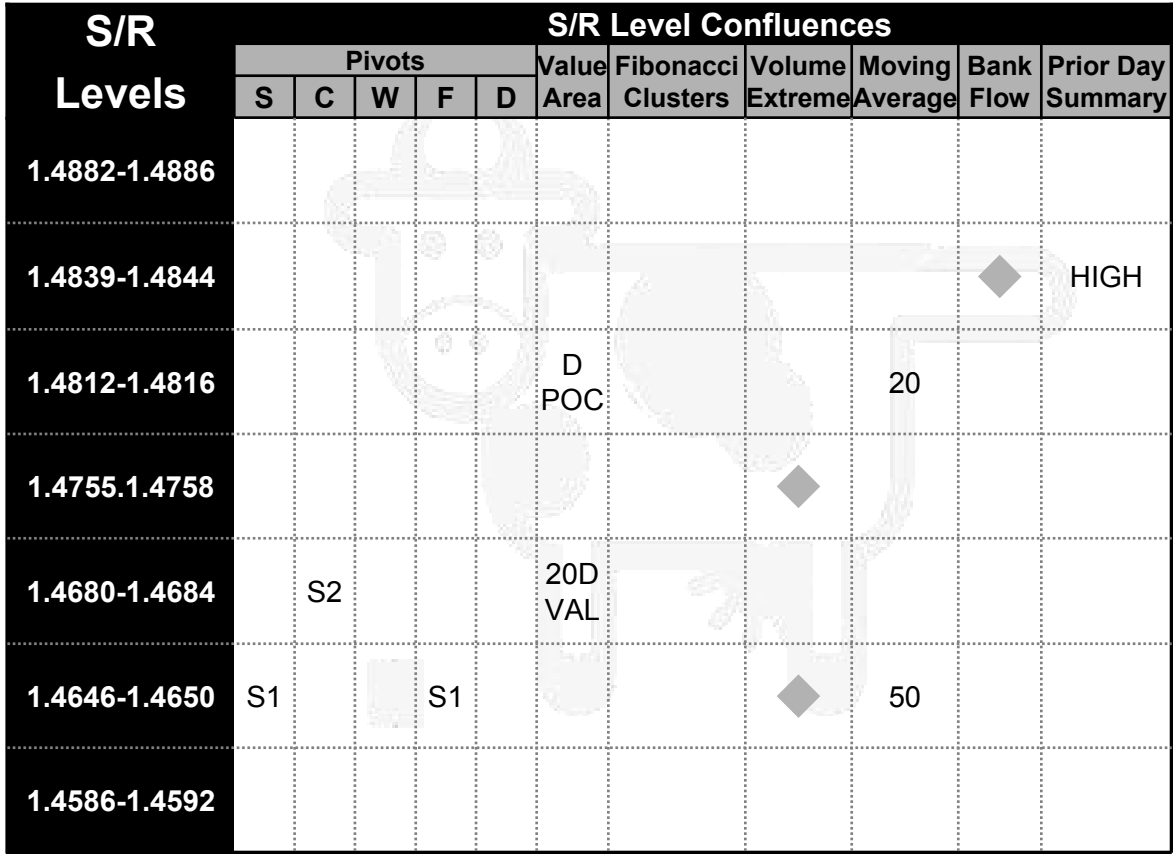 S/R Levels
S/R Level Confluences
Pivots
Value Area
Fibonacci Clusters
Volume Extreme
Moving Average
Bank Flow
Prior Day Summary
S C W F D
1.4882-1.4886
1.4839-1.4844 HIGH
1.4812-1.4816 D POC 20
1.4755.1.4758
1.4680-1.4684 S2 20D VAL
1.4646-1.4650 S1 S1 50
1.4586-1.4592